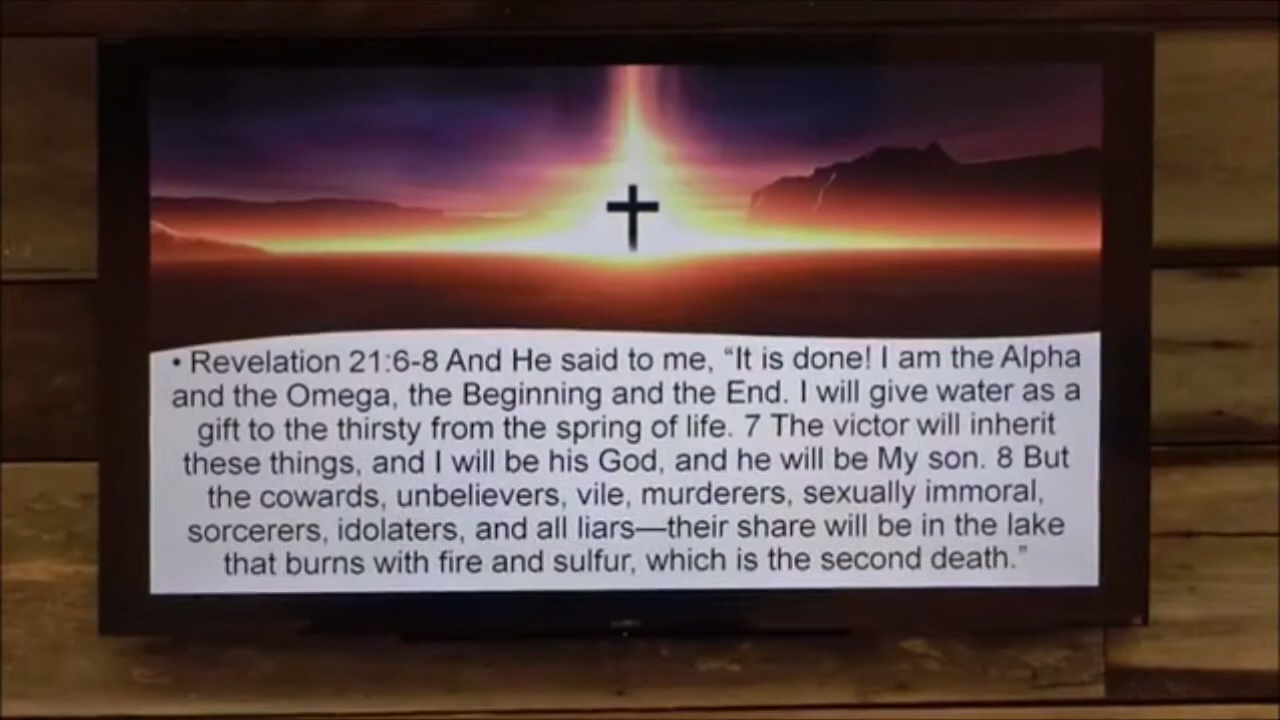 • Revelation 21:6-8 And He said to me, “It is done! I am the Alpha
and the Omega, the Beginning and the End. I will give water as a
gift to the thirsty from the spring of life. 7 The victor will inherit
these things, and I will be his God, and he will be My son. 8 But
the cowards, unbelievers, vile, murderers, sexually immoral,
sorcerers, idolaters, and all liars—their share will be in the lake
that burns with fire and sulfur, which is the second death.”